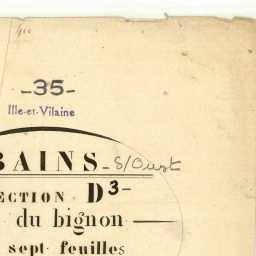 -35-
Ille-et-Vilaine
BAINS - S/Oust
ECTION D3-
du bignon
sept feuilles